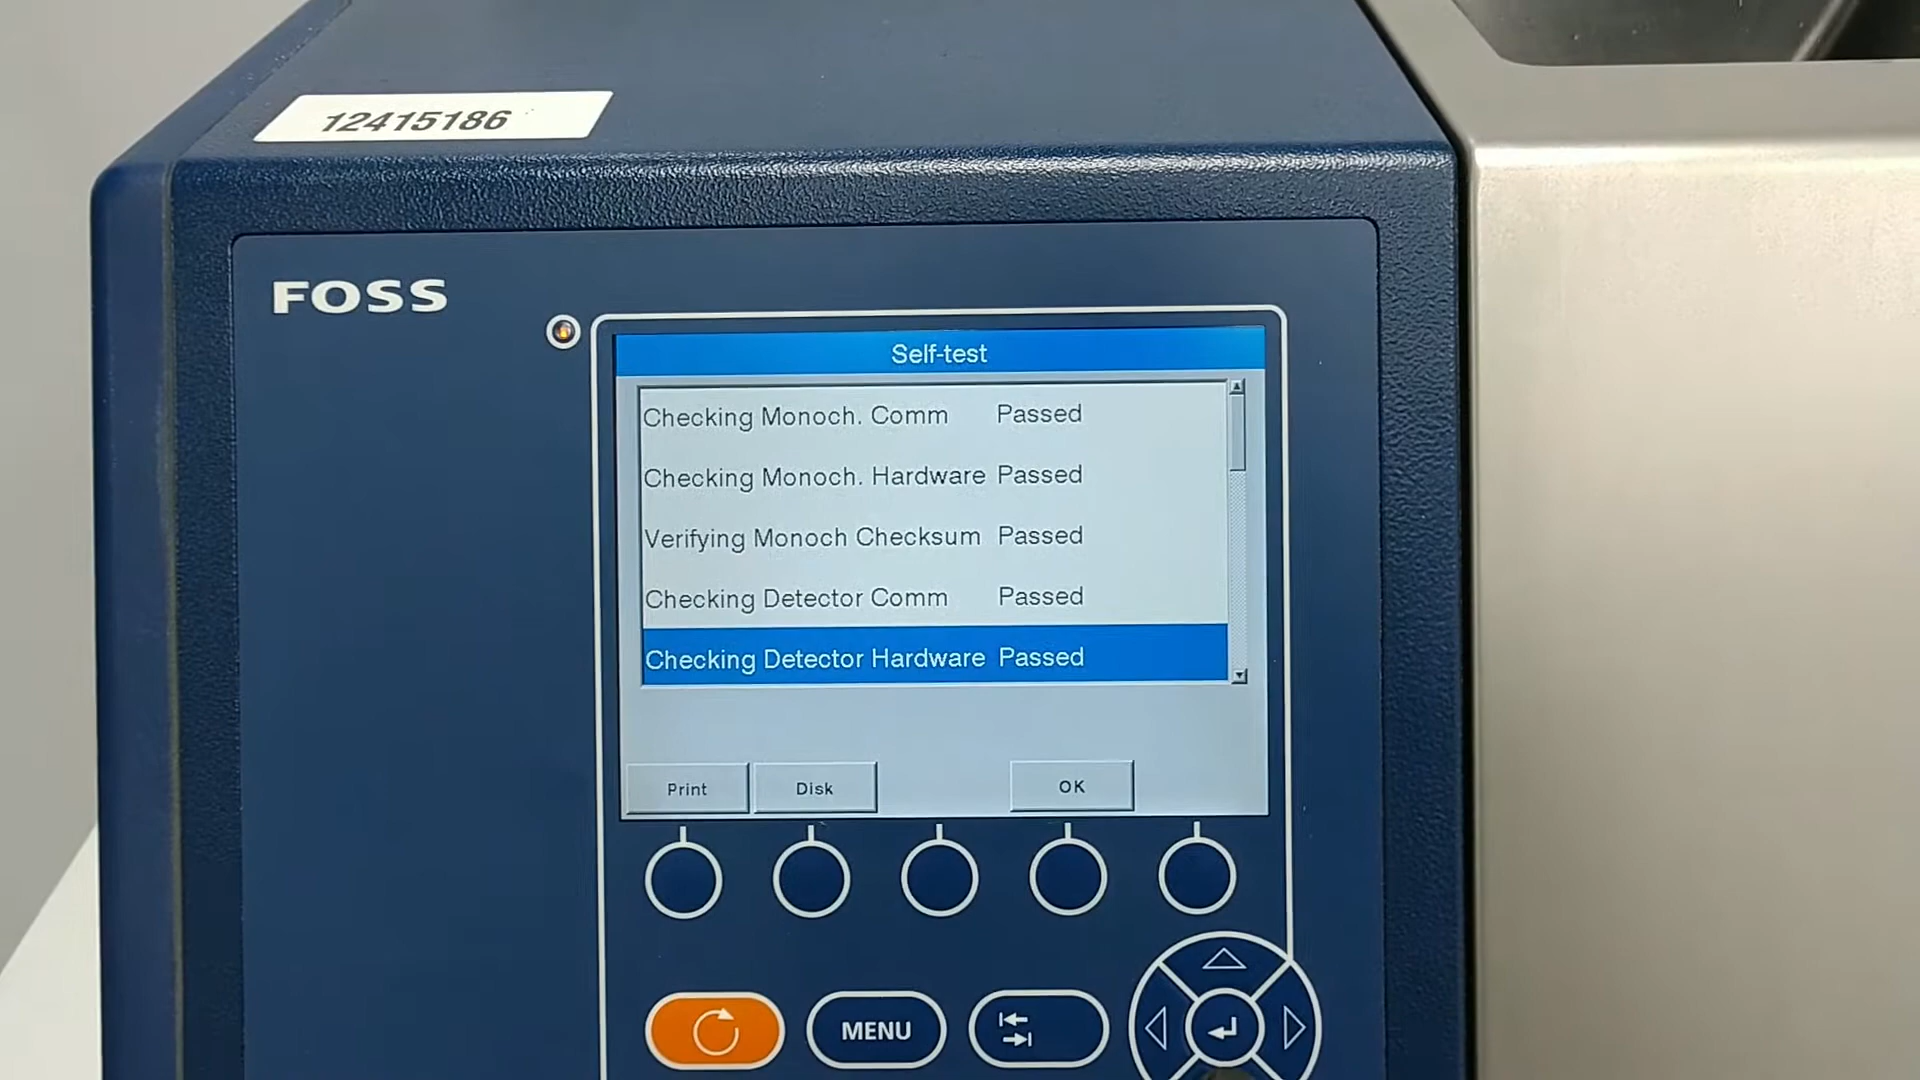 12415186
FOSS
Self-test
Checking Monoch. Comm Passed
Checking Monoch. Hardware Passed
Verifying Monoch Checksum Passed
Checking Detector Comm Passed
Checking Detector Hardware Passed
Print Disk OK
MENU